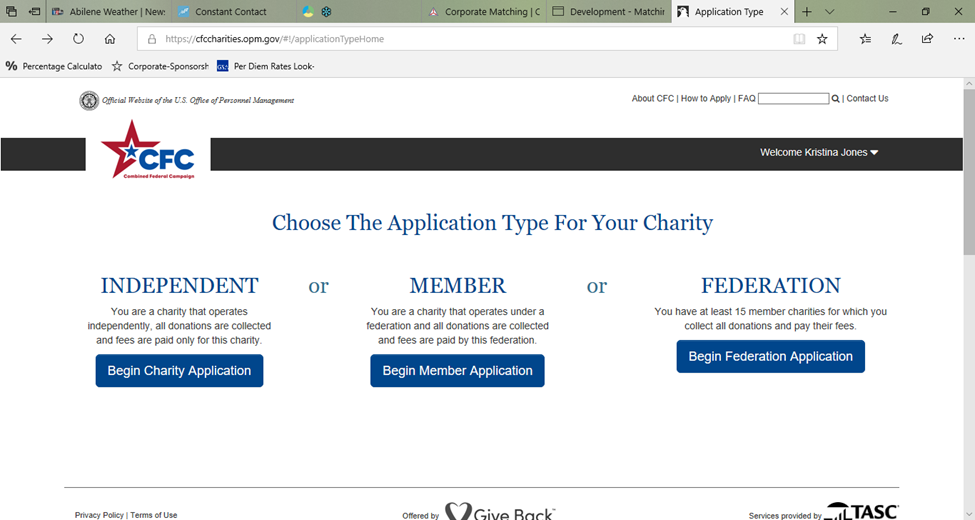 Abilene Weather | News
Constant Contact
Corporate Matching | C
Development - Matchin
Application Type
https://cfccharities.opm.gov/#!/applicationTypeHome
% Percentage Calculato
Corporate-Sponsorsh
GSA Per Diem Rates Look-
Official Website of the U.S. Office of Personnel Management
About CFC | How to Apply | FAQ | Contact Us
CFC
Combined Federal Campaign
Welcome Kristina Jones
Choose The Application Type For Your Charity
INDEPENDENT
You are a charity that operates
independently, all donations are collected
and fees are paid only for this charity.
Begin Charity Application
or
MEMBER
You are a charity that operates under a
federation and all donations are collected
and fees are paid by this federation.
Begin Member Application
or
FEDERATION
You have at least 15 member charities for which you
collect all donations and pay their fees.
Begin Federation Application
Privacy Policy | Terms of Use
Offered by Give Back™
Services provided by TASC